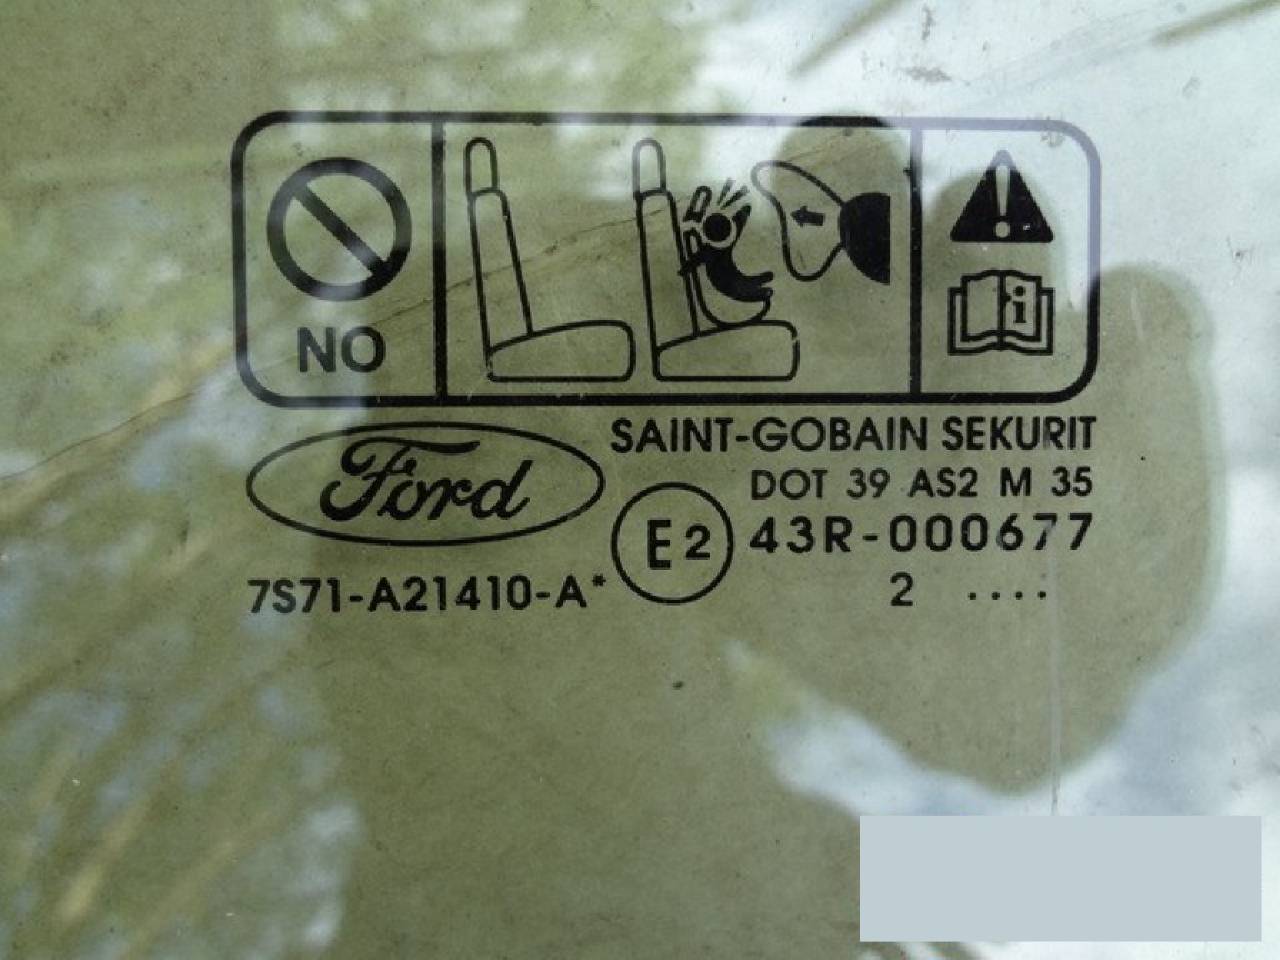 NO
i
SAINT-GOBAIN SEKURIT
Ford
DOT 39 AS2 M 35
E2 43R-000677
7S71-A21410-A*
2 ....